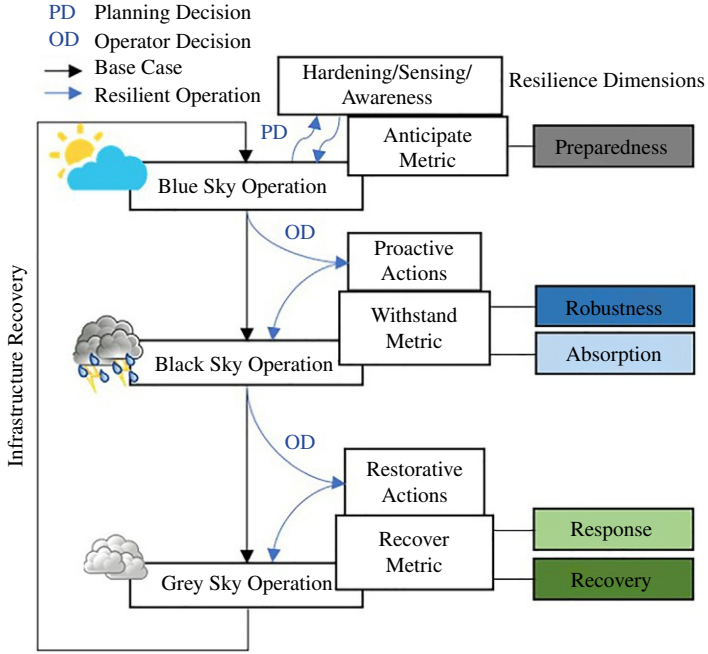 PD Planning Decision
OD Operator Decision
Base Case
Resilient Operation
Hardening/Sensing/
Awareness
Resilience Dimensions
PD
Anticipate
Metric
Preparedness
Blue Sky Operation
OD
Proactive
Actions
Withstand
Metric
Robustness
Absorption
Black Sky Operation
Infrastructure Recovery
OD
Restorative
Actions
Recover
Metric
Response
Recovery
Grey Sky Operation